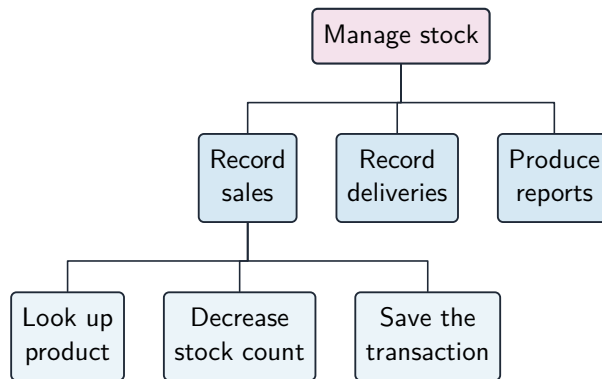 Manage stock
Record
sales
Record
deliveries
Produce
reports
Look up
product
Decrease
stock count
Save the
transaction